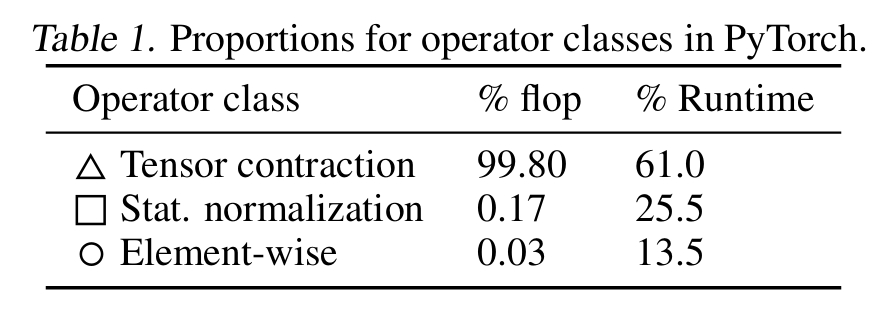 Table 1. Proportions for operator classes in PyTorch.
Operator class % flop % Runtime
△ Tensor contraction 99.80 61.0
□ Stat. normalization 0.17 25.5
○ Element-wise 0.03 13.5